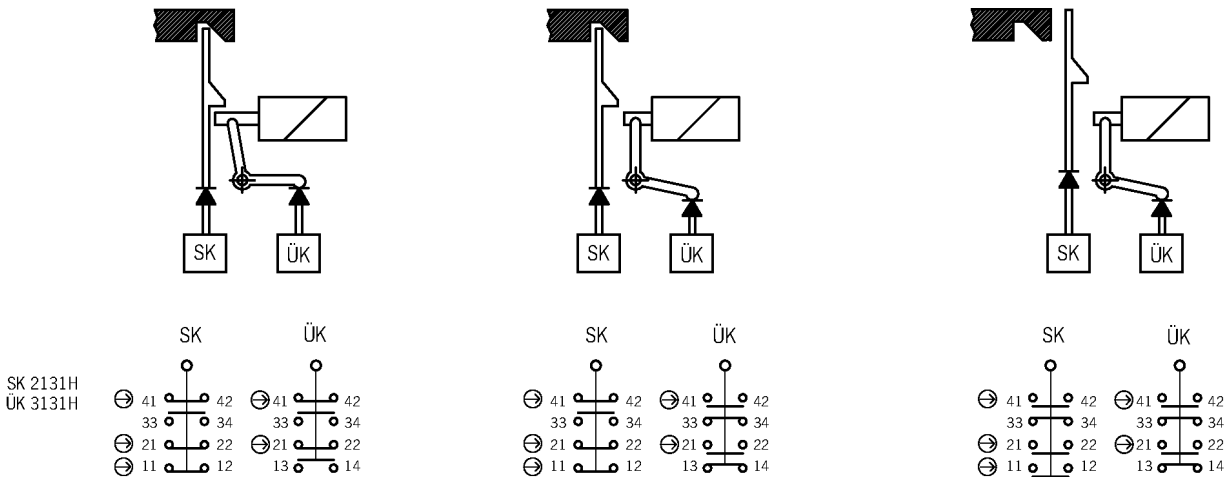 SK ÜK SK ÜK SK ÜK
SK ÜK SK ÜK SK ÜK
SK 2131H
ÜK 3131H
41 42 41 42 41 42 41 42 41 42 41 42
33 34 33 34 33 34 33 34 33 34 33 34
21 22 21 22 21 22 21 22 21 22 21 22
11 12 13 14 11 12 13 14 11 12 13 14